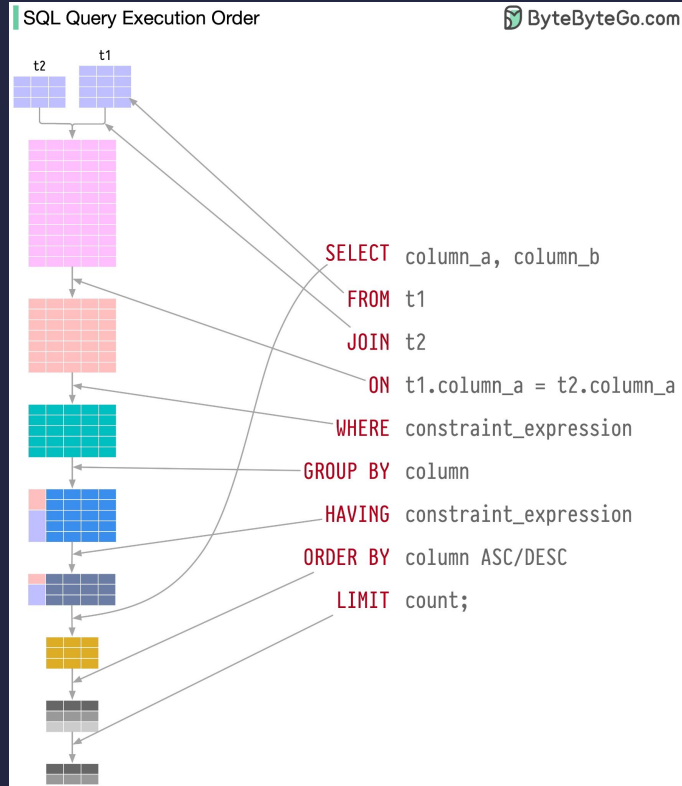 SQL Query Execution Order
ByteByteGo.com
t2
t1
SELECT column_a, column_b
FROM t1
JOIN t2
ON t1.column_a = t2.column_a
WHERE constraint_expression
GROUP BY column
HAVING constraint_expression
ORDER BY column ASC/DESC
LIMIT count;